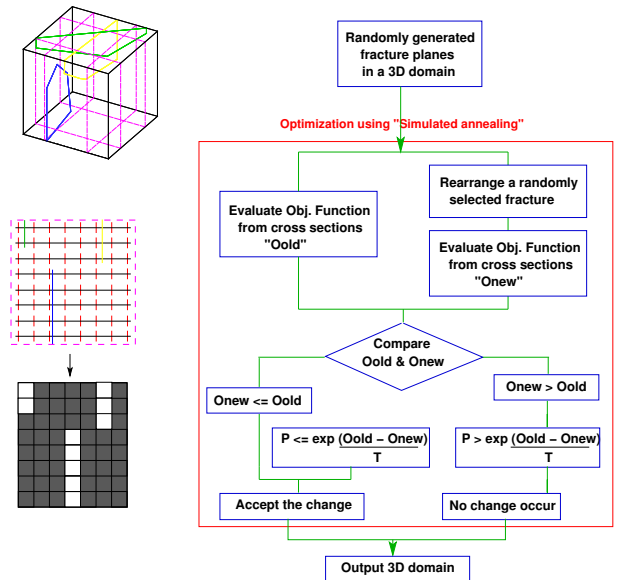 Randomly generated
fracture planes
in a 3D domain
Optimization using "Simulated annealing"
Evaluate Obj. Function
from cross sections
"Oold"
Rearrange a randomly
selected fracture
Evaluate Obj. Function
from cross sections
"Onew"
Compare
Oold & Onew
Onew <= Oold
Onew > Oold
P <= exp (Oold − Onew)
T
P > exp (Oold − Onew)
T
Accept the change
No change occur
Output 3D domain